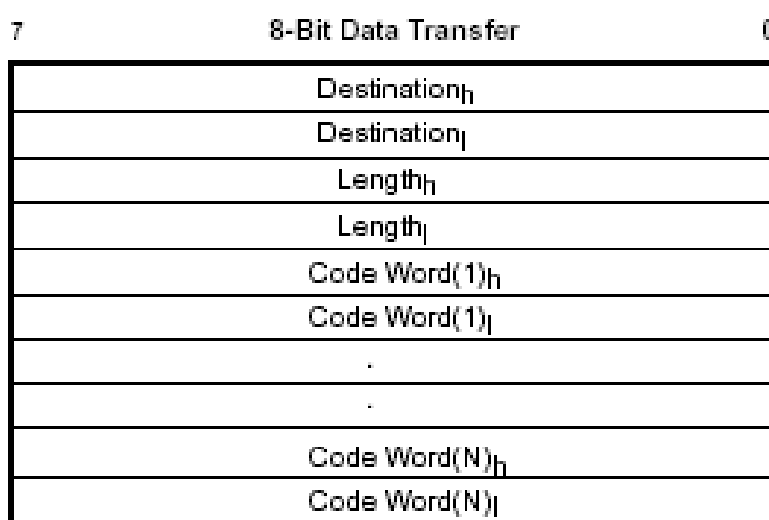 7 8-Bit Data Transfer 0
Destinationh
Destinationl
Lengthh
Lengthl
Code Word(1)h
Code Word(1)l
.
.
Code Word(N)h
Code Word(N)l